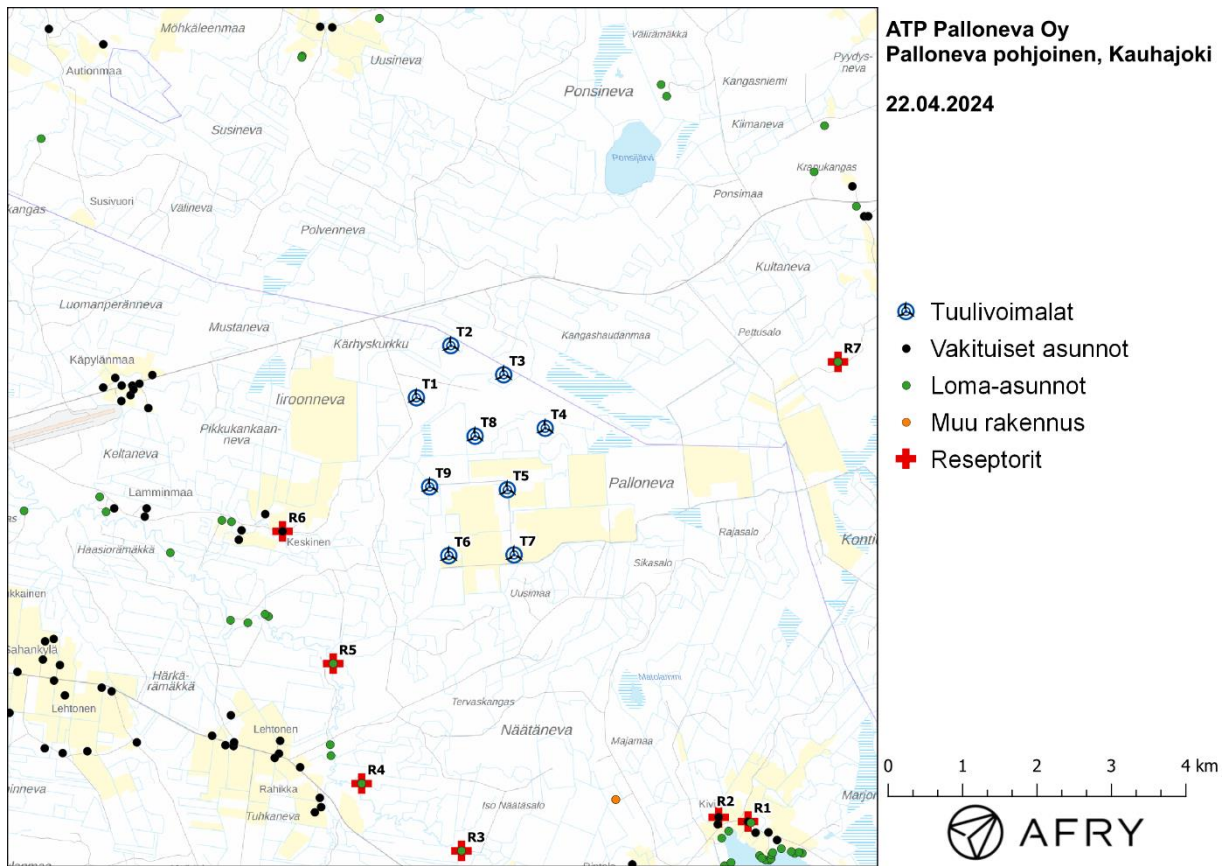 ATP Palloneva Oy
Palloneva pohjoinen, Kauhajoki
22.04.2024
Tuulivoimalat
Vakituiset asunnot
Loma-asunnot
Muu rakennus
Reseptorit
0 1 2 3 4 km
AFRY
Möhkäleenmaa
Välirämäkkä
Autionmaa
Uusineva
Pyydys-
neva
Kangasniemi
Ponsineva
Susineva
Kiimaneva
Ponsijärvi
Krapukangas
Susivuori
Välineva
Ponsimaa
kangas
Polvenneva
Kultaneva
Luomanperänneva
Mustaneva
Kärhyskurkku
T2
Kangashaudanmaa
Pettusalo
R7
Käpylänmaa
T3
Iiroonneva
T1
T4
T8
Pikkukankaan-
neva
Keltaneva
T9
T5
Palloneva
Lamminmaa
R6
Keskinen
Rajasalo
Haasiorämäkkä
T6
T7
Sikasalo
Uusimaa
R5
Härkä-
rämäkkä
Lehtonen
Tervaskangas
Näätäneva
Lehtonen
Majamaa
R4
Rahikka
Tuhkaneva
Iso Näätäsalo
R2
R1
R3